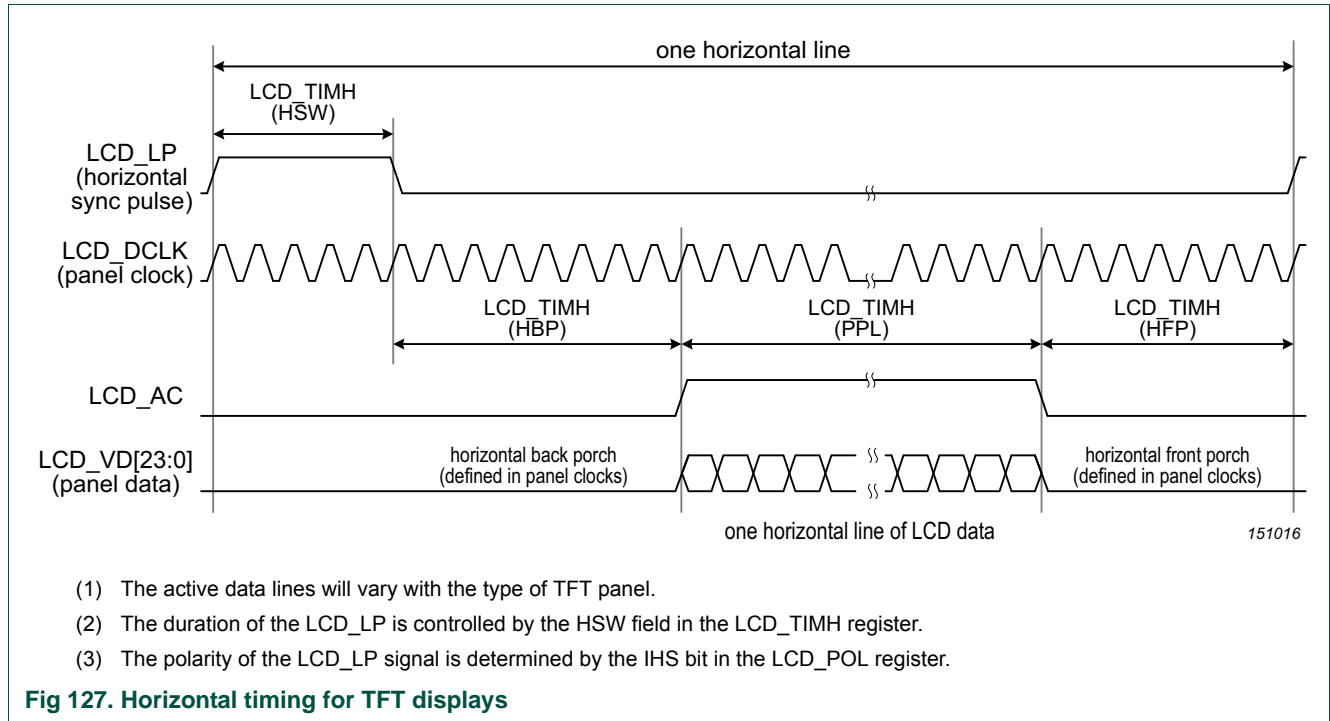 one horizontal line
LCD_TIMH
(HSW)
LCD_LP
(horizontal
sync pulse)
LCD_DCLK
(panel clock)
LCD_TIMH
(HBP)
LCD_TIMH
(PPL)
LCD_TIMH
(HFP)
LCD_AC
LCD_VD[23:0]
(panel data)
horizontal back porch
(defined in panel clocks)
horizontal front porch
(defined in panel clocks)
one horizontal line of LCD data
151016
(1) The active data lines will vary with the type of TFT panel.
(2) The duration of the LCD_LP is controlled by the HSW field in the LCD_TIMH register.
(3) The polarity of the LCD_LP signal is determined by the IHS bit in the LCD_POL register.
Fig 127. Horizontal timing for TFT displays